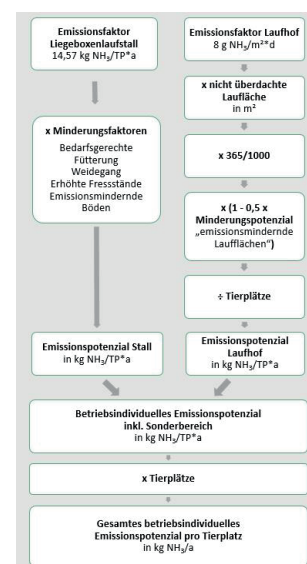 Emissionsfaktor
Liegeboxenlaufstall
14,57 kg NH₃/TP*a
x Minderungsfaktoren
Bedarfsgerechte
Fütterung
Weidegang
Erhöhte Fressstände
Emissionsmindernde
Böden
Emissionspotenzial Stall
in kg NH₃/TP*a
Emissionsfaktor Laufhof
8 g NH₃/m²*d
x nicht überdachte
Lauffläche
in m²
x 365/1000
x (1 - 0,5 x
Minderungspotenzial
„emissionsmindernde
Laufflächen“)
÷ Tierplätze
Emissionspotenzial
Laufhof
in kg NH₃/TP*a
Betriebsindividuelles Emissionspotenzial
inkl. Sonderbereich
in kg NH₃/TP*a
x Tierplätze
Gesamtes betriebsindividuelles
Emissionspotenzial pro Tierplatz
in kg NH₃/a